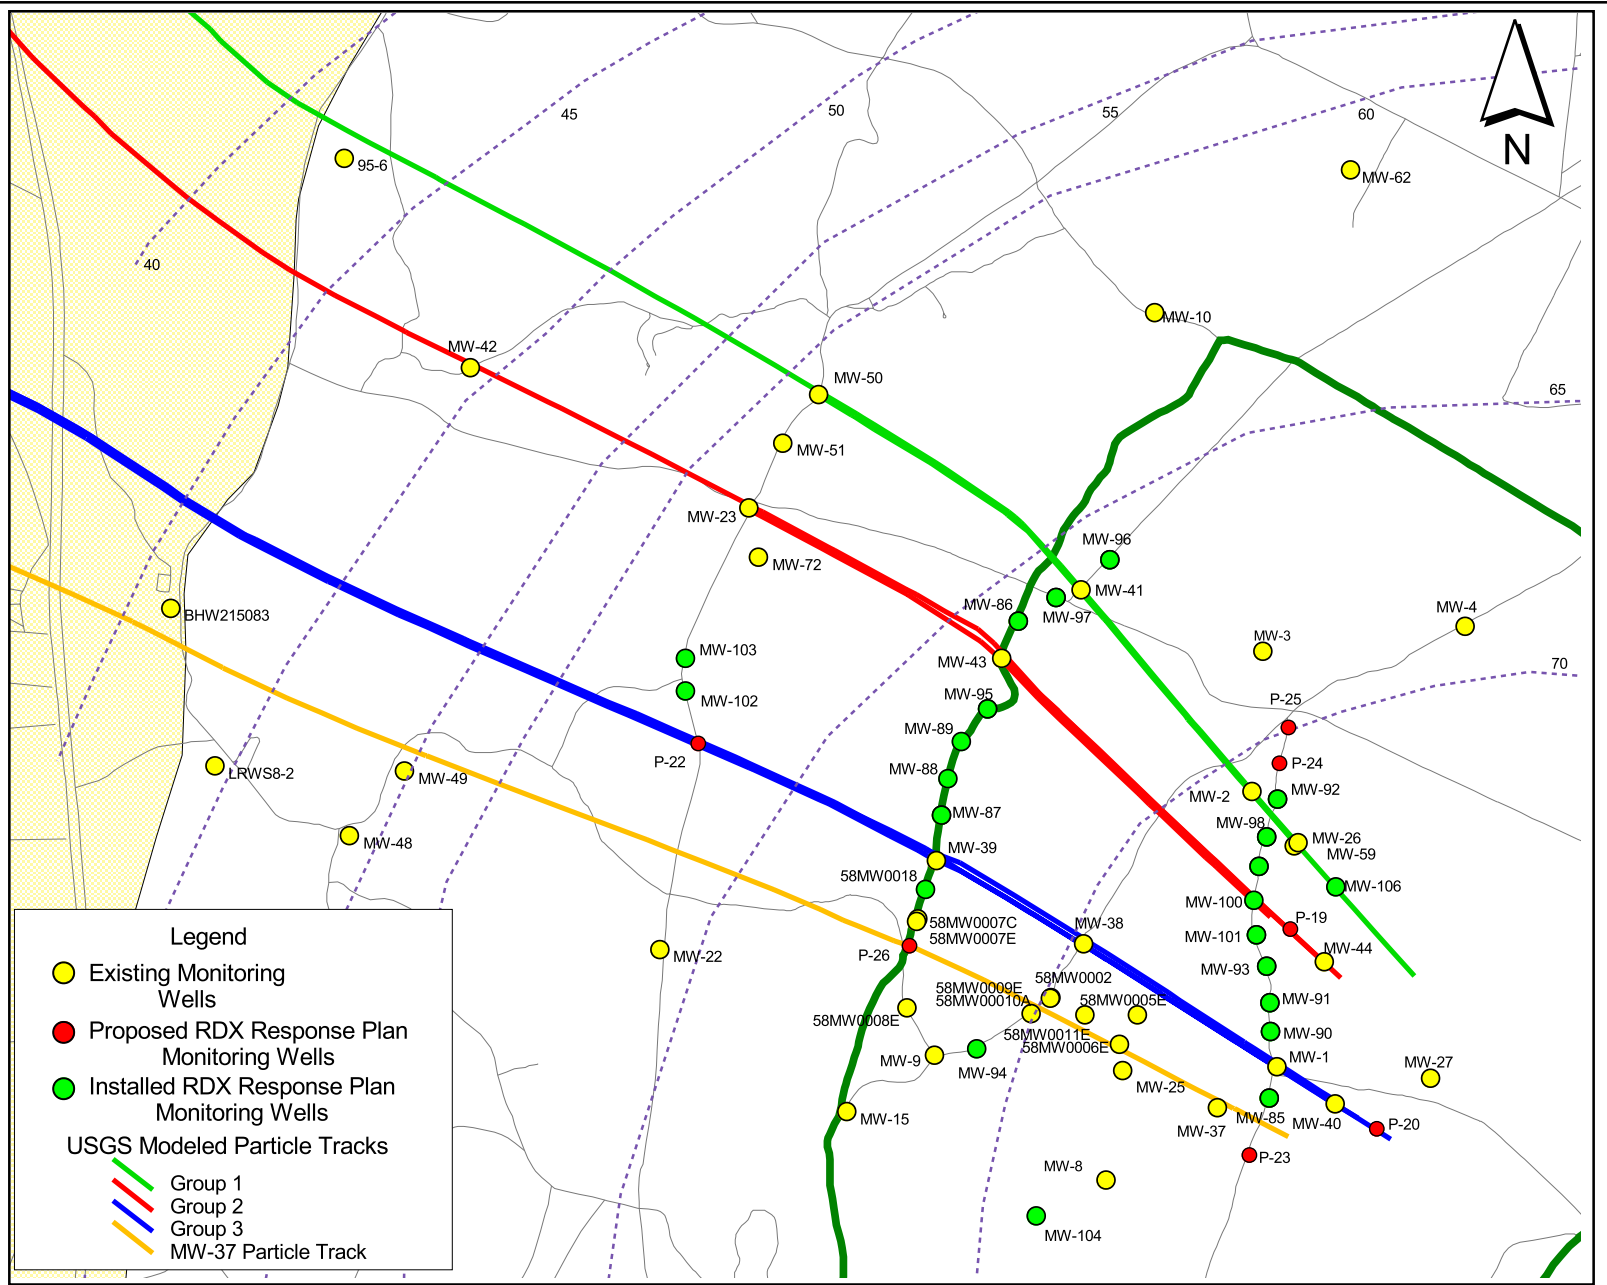 45
50
55
60
N
95-6
MW-62
40
MW-10
MW-42
MW-50
65
MW-51
MW-23
MW-96
MW-72
MW-41
MW-86
MW-97
MW-4
BHW215083
MW-3
MW-103
MW-43
70
MW-102
MW-95
P-25
MW-89
P-22
P-24
LRWS8-2
MW-49
MW-88
MW-92
MW-2
MW-87
MW-98
MW-26
MW-48
MW-39
MW-59
58MW0018
MW-106
MW-100
58MW0007C
MW-38
P-19
58MW0007E
MW-101
P-26
MW-44
MW-22
MW-93
58MW0002
58MW0009E
58MW00010A
58MW0005E
MW-91
58MW0008E
58MW0011E
MW-90
58MW0006E
MW-9
MW-1
MW-27
MW-94
MW-25
MW-15
MW-85
MW-40
P-20
MW-37
P-23
MW-8
MW-104
Legend
Existing Monitoring
Wells
Proposed RDX Response Plan
Monitoring Wells
Installed RDX Response Plan
Monitoring Wells
USGS Modeled Particle Tracks
Group 1
Group 2
Group 3
MW-37 Particle Track